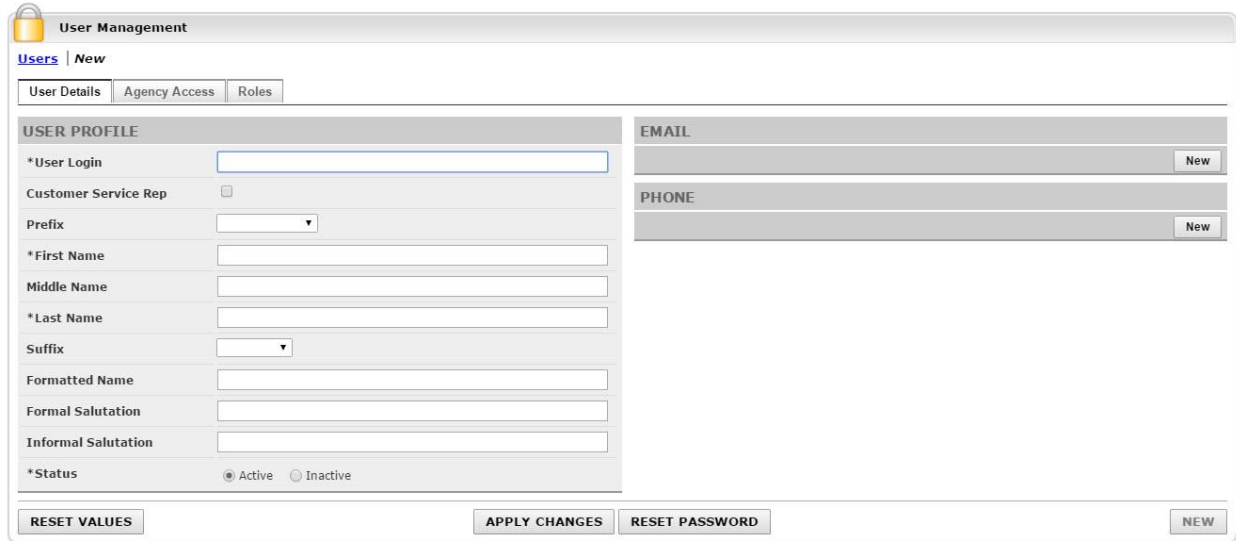 User Management
Users | New
User Details Agency Access Roles
USER PROFILE
*User Login
Customer Service Rep
Prefix
*First Name
Middle Name
*Last Name
Suffix
Formatted Name
Formal Salutation
Informal Salutation
*Status Active Inactive
EMAIL
New
PHONE
New
RESET VALUES APPLY CHANGES RESET PASSWORD NEW